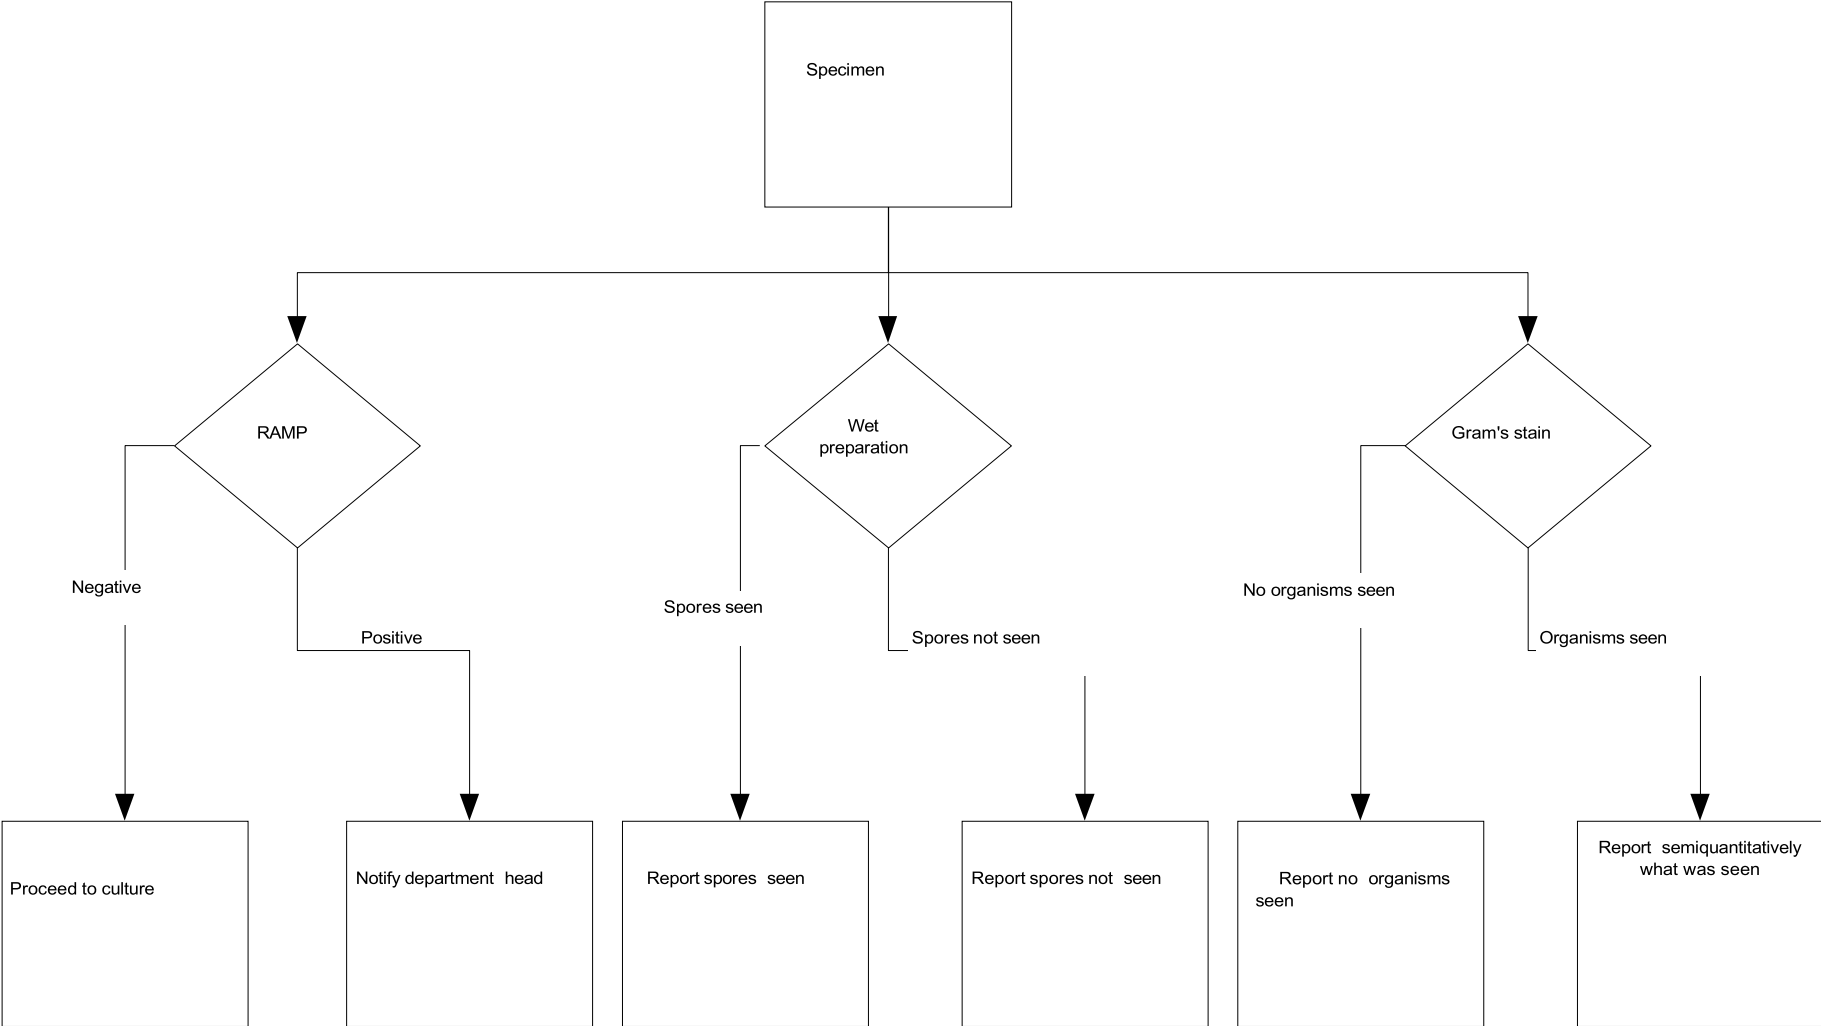 Specimen
RAMP
Wet
preparation
Gram's stain
Negative
Positive
Spores seen
Spores not seen
No organisms seen
Organisms seen
Proceed to culture
Notify department head
Report spores seen
Report spores not seen
Report no organisms
seen
Report semiquantitatively
what was seen